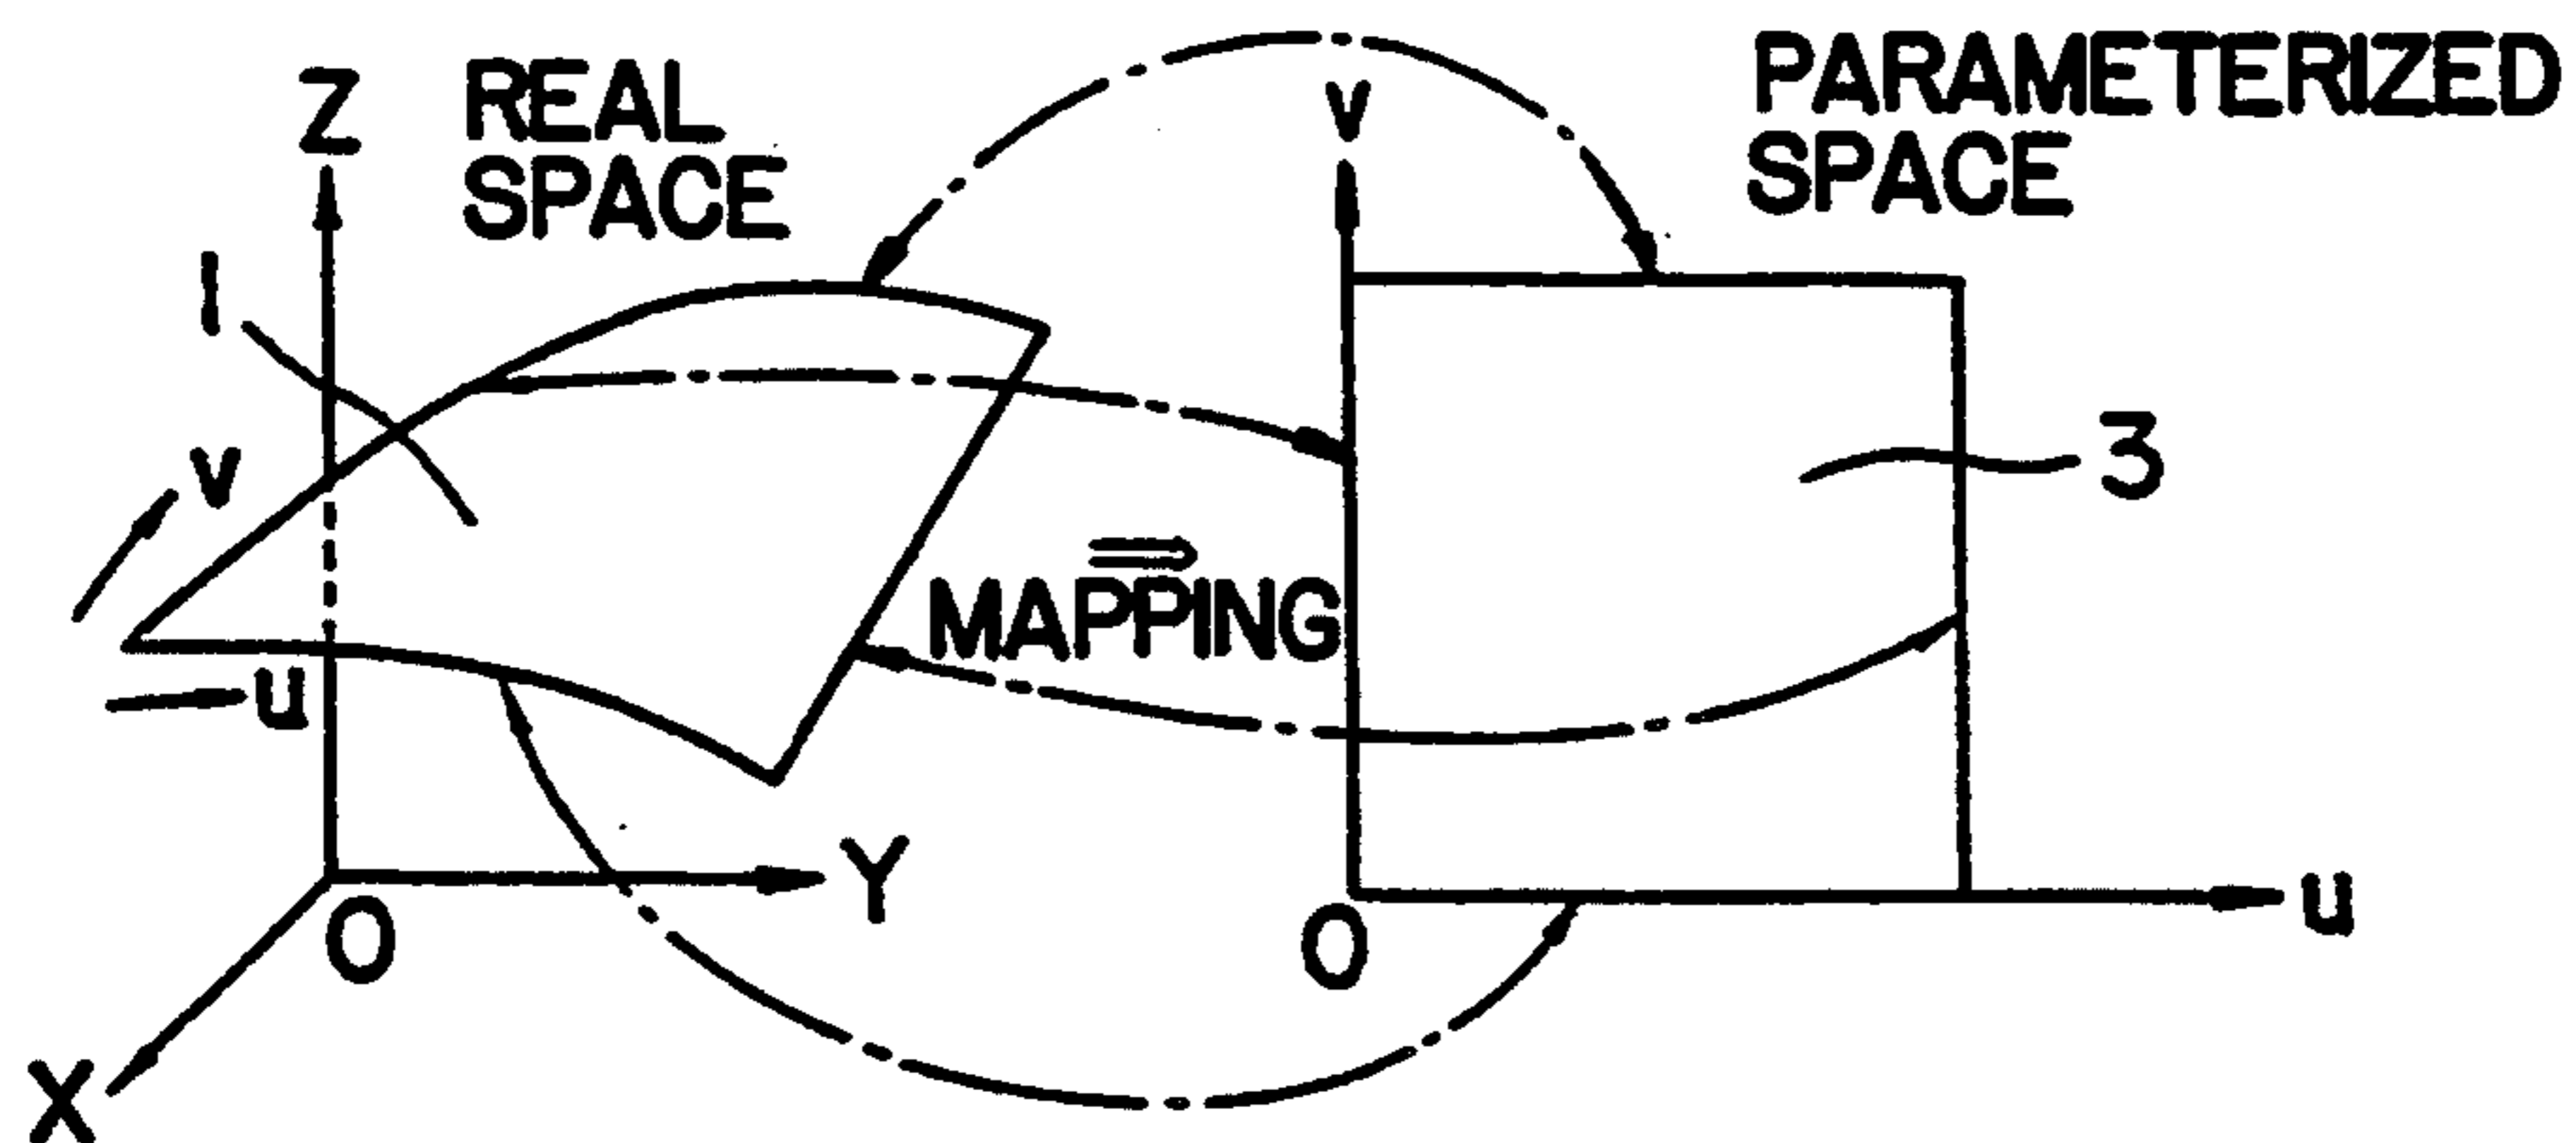 Z
REAL
SPACE
1
v
u
O
Y
X
MAPPING
v
PARAMETERIZED
SPACE
3
O
u